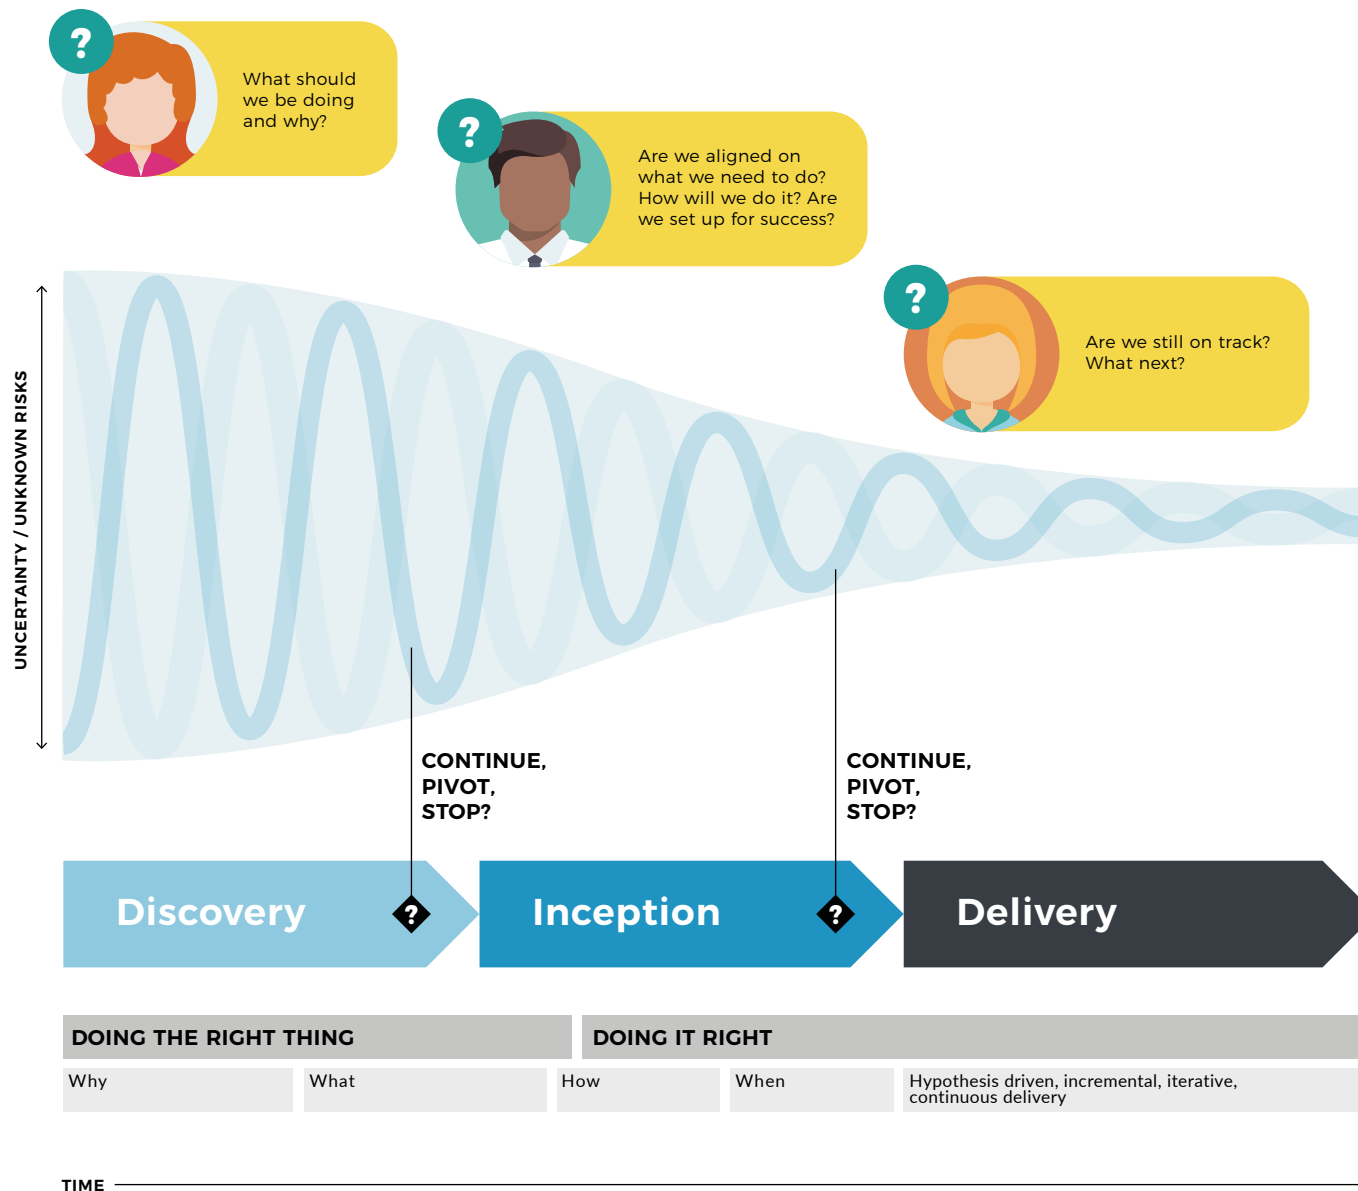 ?
What should
we be doing
and why?
?
Are we aligned on
what we need to do?
How will we do it? Are
we set up for success?
?
Are we still on track?
What next?
UNCERTAINTY / UNKNOWN RISKS
CONTINUE,
PIVOT,
STOP?
CONTINUE,
PIVOT,
STOP?
Discovery
?
Inception
?
Delivery
DOING THE RIGHT THING
DOING IT RIGHT
Why
What
How
When
Hypothesis driven, incremental, iterative,
continuous delivery
TIME